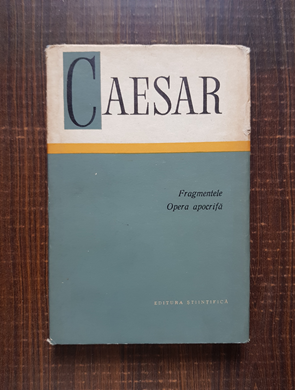 CAESAR
Fragmentele
Opera apocrifă
EDITURA ȘTIINȚIFICĂ